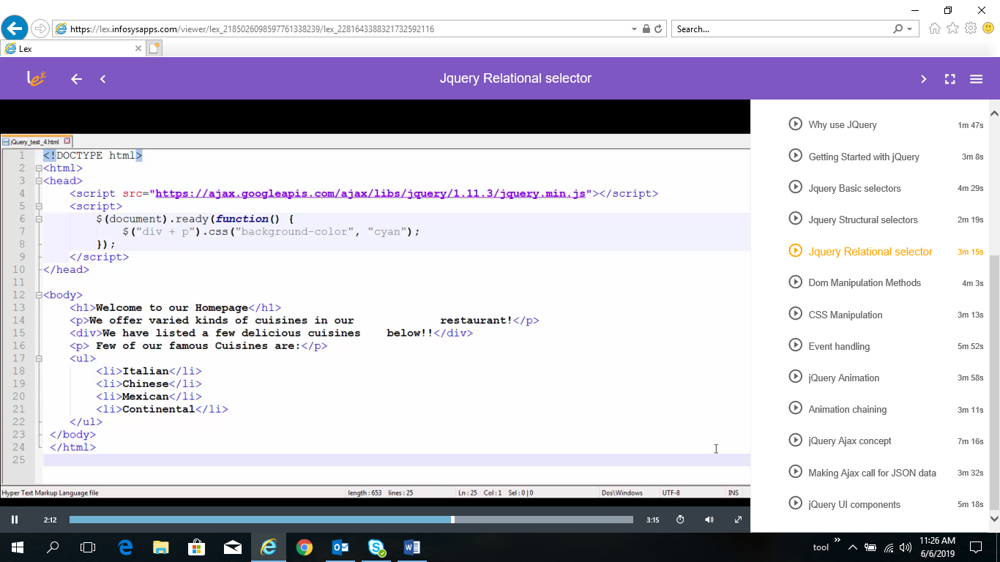 https://lex.infosysapps.com/viewer/lex_2185026098597761338239/lex_2281643388321732592116
Search...
Lex
lex
Jquery Relational selector
jQuery_test_4.html
1 <!DOCTYPE html>
2 <html>
3 <head>
4 <script src="https://ajax.googleapis.com/ajax/libs/jquery/1.11.3/jquery.min.js"></script>
5 <script>
6 $(document).ready(function() {
7 $("div + p").css("background-color", "cyan");
8 });
9 </script>
10 </head>
11
12 <body>
13 <h1>Welcome to our Homepage</h1>
14 <p>We offer varied kinds of cuisines in our restaurant!</p>
15 <div>We have listed a few delicious cuisines below!!</div>
16 <p> Few of our famous Cuisines are:</p>
17 <ul>
18 <li>Italian</li>
19 <li>Chinese</li>
20 <li>Mexican</li>
21 <li>Continental</li>
22 </ul>
23 </body>
24 </html>
25
Hyper Text Markup Language file length : 653 lines : 25 Ln : 25 Col : 1 Sel : 0 | 0 Dos\Windows UTF-8 INS
2:12 3:15
Why use JQuery 1m 47s
Getting Started with jQuery 3m 8s
Jquery Basic selectors 4m 29s
Jquery Structural selectors 2m 19s
Jquery Relational selector 3m 15s
Dom Manipulation Methods 4m 3s
CSS Manipulation 3m 13s
Event handling 5m 52s
jQuery Animation 3m 58s
Animation chaining 3m 11s
jQuery Ajax concept 7m 16s
Making Ajax call for JSON data 3m 32s
jQuery UI components 5m 18s
tool »
11:26 AM
6/6/2019